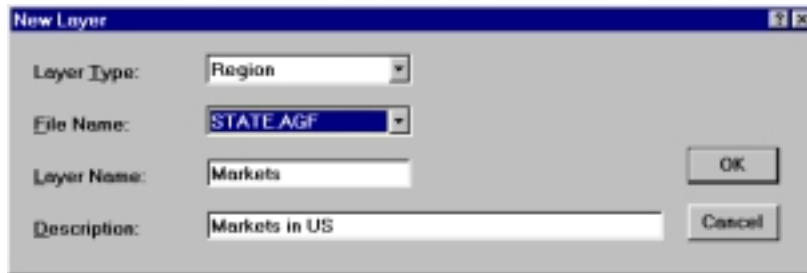 New Layer
Layer Type: Region
File Name: STATE.AGF
Layer Name: Markets
Description: Markets in US
OK
Cancel